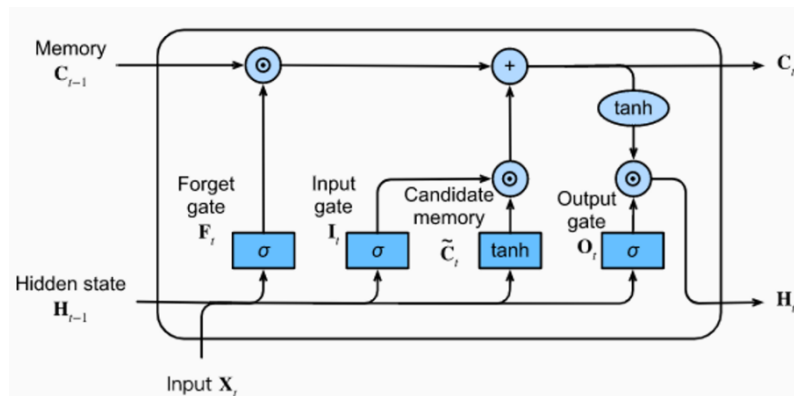 Memory
C_{t-1}
C_t
+
tanh
Forget
gate
F_t
Input
gate
I_t
Candidate
memory
C̃_t
Output
gate
O_t
σ
σ
tanh
σ
Hidden state
H_{t-1}
H_t
Input X_t